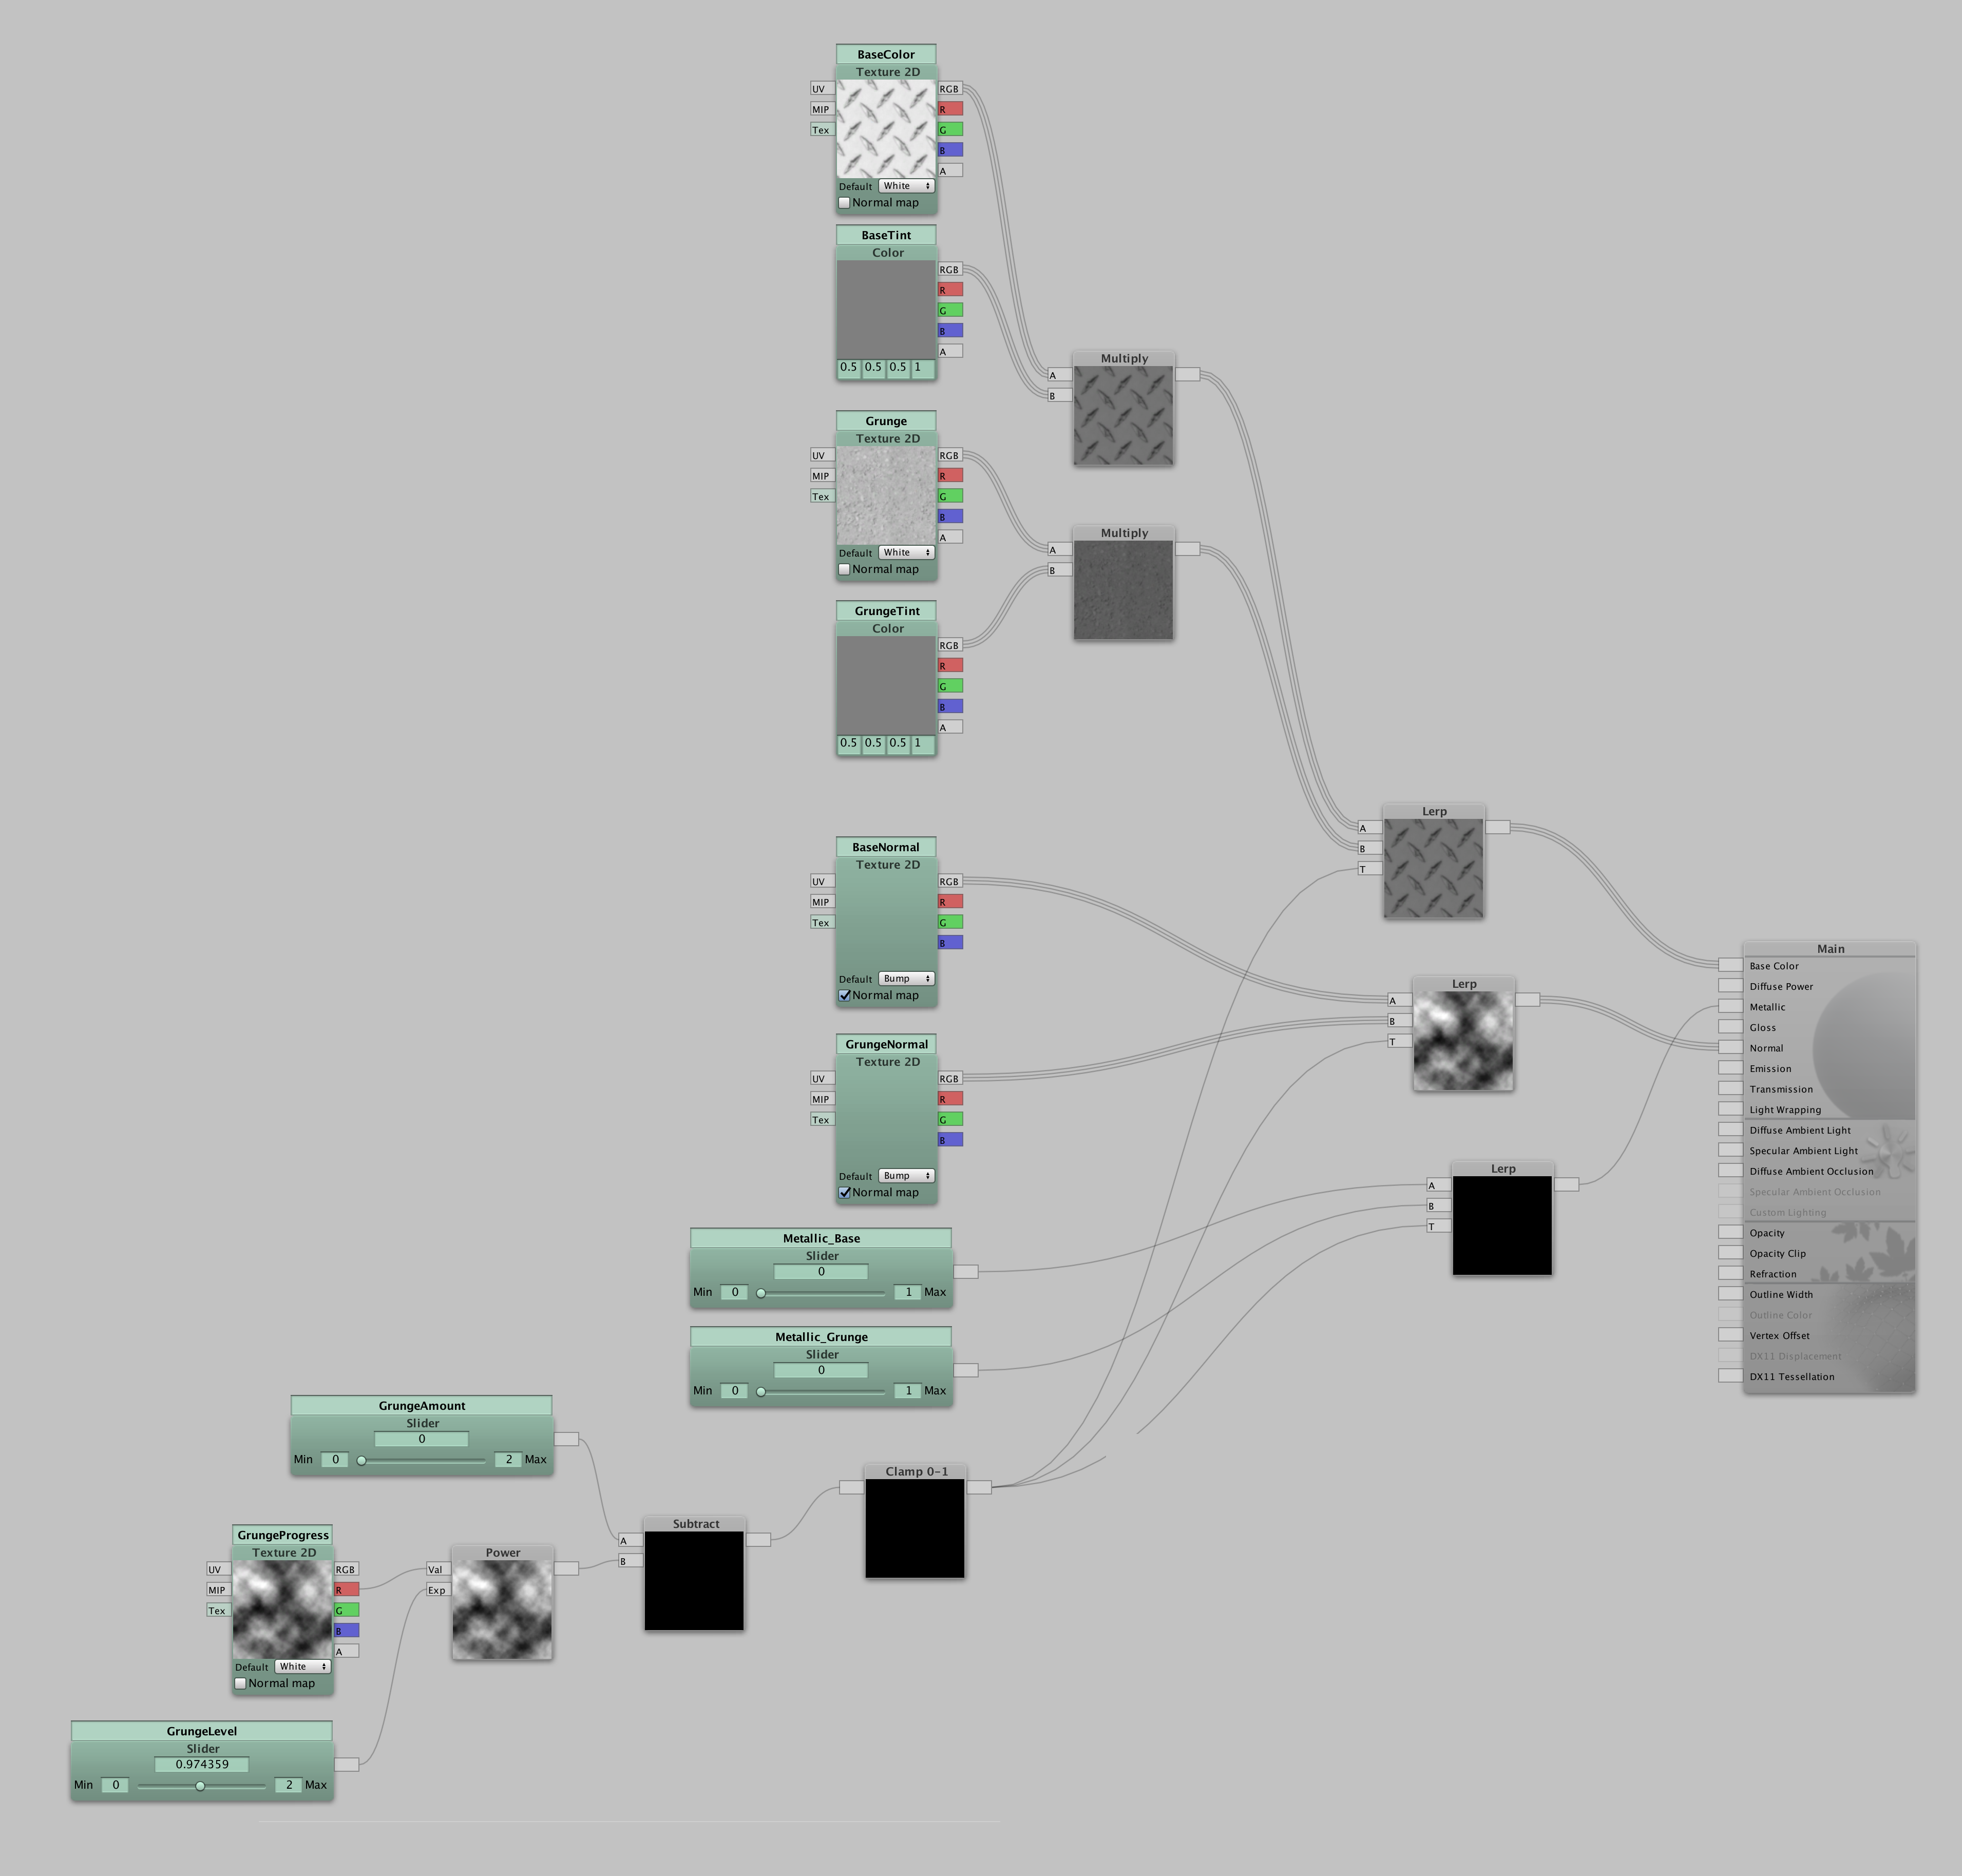 BaseColor
Texture 2D
UV
RGB
MIP
R
Tex
G
B
A
Default White
Normal map
BaseTint
Color
RGB
R
G
B
A
0.5 0.5 0.5 1
Multiply
A
B
Grunge
Texture 2D
UV
RGB
MIP
R
Tex
G
B
A
Default White
Normal map
Multiply
A
B
GrungeTint
Color
RGB
R
G
B
A
0.5 0.5 0.5 1
Lerp
A
B
T
BaseNormal
Texture 2D
UV
RGB
MIP
R
Tex
G
B
Default Bump
Normal map
Lerp
A
B
T
GrungeNormal
Texture 2D
UV
RGB
MIP
R
Tex
G
B
Default Bump
Normal map
Lerp
A
B
T
Main
Base Color
Diffuse Power
Metallic
Gloss
Normal
Emission
Transmission
Light Wrapping
Diffuse Ambient Light
Specular Ambient Light
Diffuse Ambient Occlusion
Specular Ambient Occlusion
Custom Lighting
Opacity
Opacity Clip
Refraction
Outline Width
Outline Color
Vertex Offset
DX11 Displacement
DX11 Tessellation
Metallic_Base
Slider
0
Min 0 1 Max
Metallic_Grunge
Slider
0
Min 0 1 Max
GrungeAmount
Slider
0
Min 0 2 Max
Clamp 0-1
Subtract
A
B
GrungeProgress
Texture 2D
UV
RGB
MIP
R
Tex
G
B
A
Default White
Normal map
Power
Val
Exp
GrungeLevel
Slider
0.974359
Min 0 2 Max